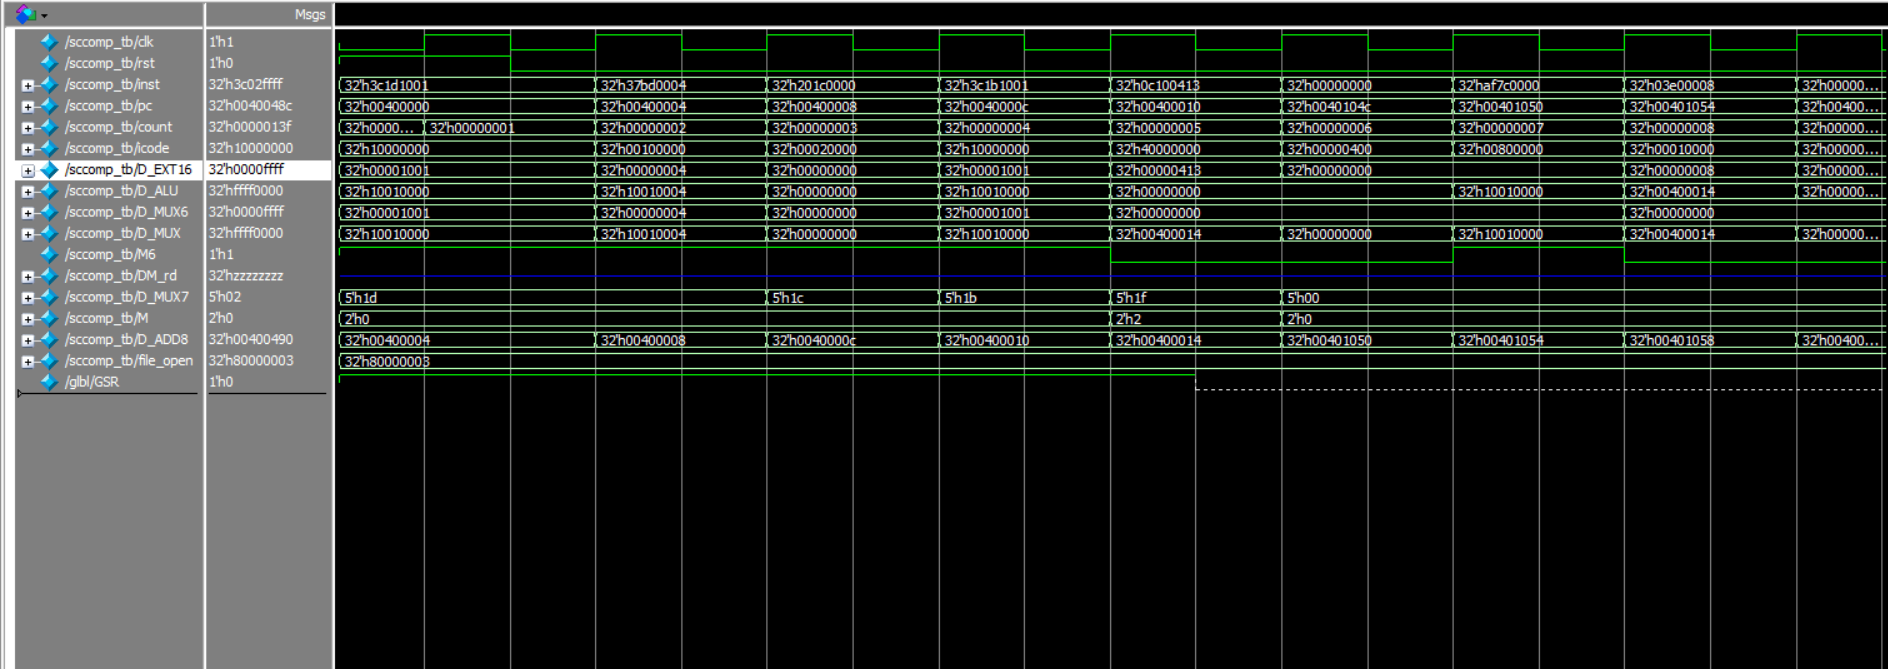 Msgs
/sccomp_tb/clk 1'h1
/sccomp_tb/rst 1'h0
/sccomp_tb/inst 32'h3c02ffff 32'h3c1d1001 32'h37bd0004 32'h201c0000 32'h3c1b1001 32'h0c100413 32'h00000000 32'haf7c0000 32'h03e00008 32'h00000...
/sccomp_tb/pc 32'h0040048c 32'h00400000 32'h00400004 32'h00400008 32'h0040000c 32'h00400010 32'h0040104c 32'h00401050 32'h00401054 32'h00400...
/sccomp_tb/count 32'h0000013f 32'h0000... 32'h00000001 32'h00000002 32'h00000003 32'h00000004 32'h00000005 32'h00000006 32'h00000007 32'h00000008 32'h00000...
/sccomp_tb/icode 32'h10000000 32'h10000000 32'h00100000 32'h00020000 32'h10000000 32'h40000000 32'h00000400 32'h00800000 32'h00010000 32'h00000...
/sccomp_tb/D_EXT16 32'h0000ffff 32'h00001001 32'h00000004 32'h00000000 32'h00001001 32'h00000413 32'h00000000 32'h00000008 32'h00000...
/sccomp_tb/D_ALU 32'hffff0000 32'h10010000 32'h10010004 32'h00000000 32'h10010000 32'h00000000 32'h10010000 32'h00400014 32'h00000...
/sccomp_tb/D_MUX6 32'h0000ffff 32'h00001001 32'h00000004 32'h00000000 32'h00001001 32'h00000000 32'h00000000
/sccomp_tb/D_MUX 32'hffff0000 32'h10010000 32'h10010004 32'h00000000 32'h10010000 32'h00400014 32'h00000000 32'h10010000 32'h00400014 32'h00000...
/sccomp_tb/M6 1'h1
/sccomp_tb/DM_rd 32'hzzzzzzzz
/sccomp_tb/D_MUX7 5'h02 5'h1d 5'h1c 5'h1b 5'h1f 5'h00
/sccomp_tb/M 2'h0 2'h0 2'h2 2'h0
/sccomp_tb/D_ADD8 32'h00400490 32'h00400004 32'h00400008 32'h0040000c 32'h00400010 32'h00400014 32'h00401050 32'h00401054 32'h00401058 32'h00400...
/sccomp_tb/file_open 32'h80000003 32'h80000003
/glbl/GSR 1'h0